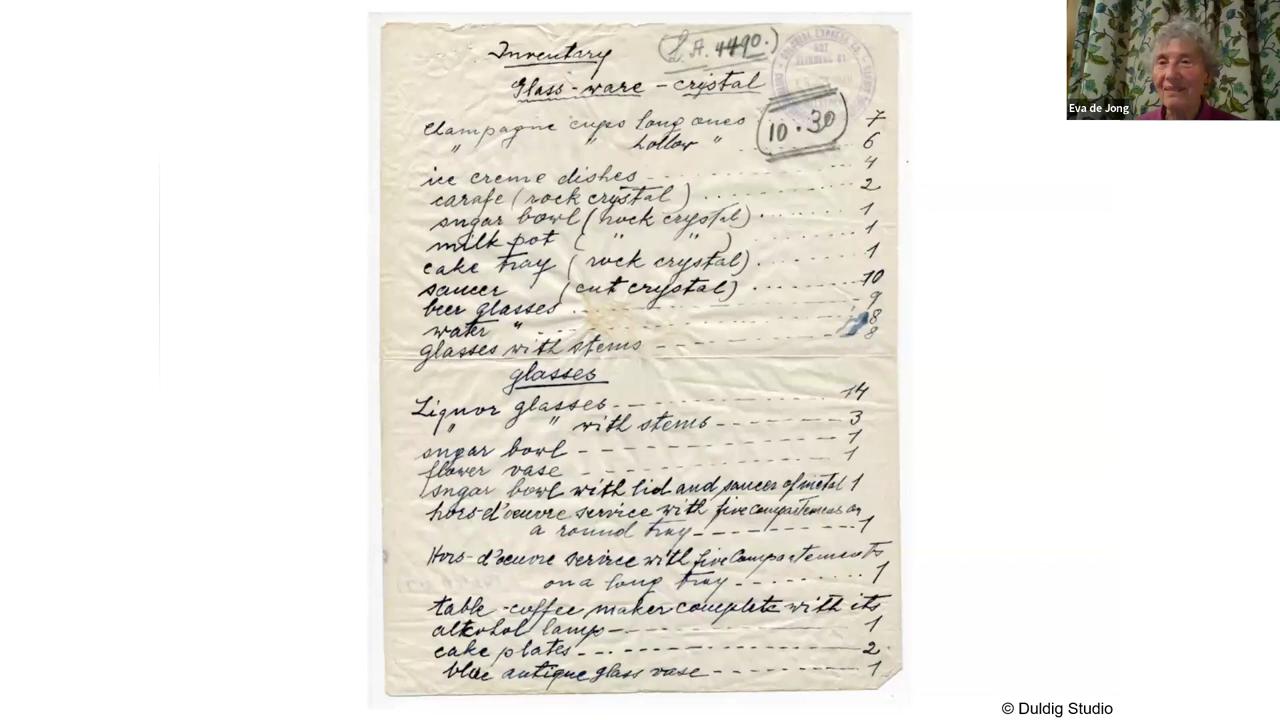 Inventary
(L.A. 4490.)
Glass-ware - crystal
10.30
Champagne cups long ones 7
" " hollow " 6
ice creme dishes 4
carafe (rock crystal) 2
sugar bowl (rock crystal) 1
milk pot ( " " ) 1
cake tray (rock crystal) 1
saucer (cut crystal) 10
beer glasses 9
water " 8
glasses with stems 8
glasses
Liquor glasses 14
" " with stems 3
sugar bowl 1
flower vase 1
sugar bowl with lid and saucer of metal 1
hors-d'oeuvre service with five compartemens on
a round tray 1
Hors-d'oeuvre service with five Compartements
on a long tray 1
table-coffee maker complete with its
alkohol lamp 1
cake plates 2
blue antique glass vase 1
Eva de Jong
© Duldig Studio